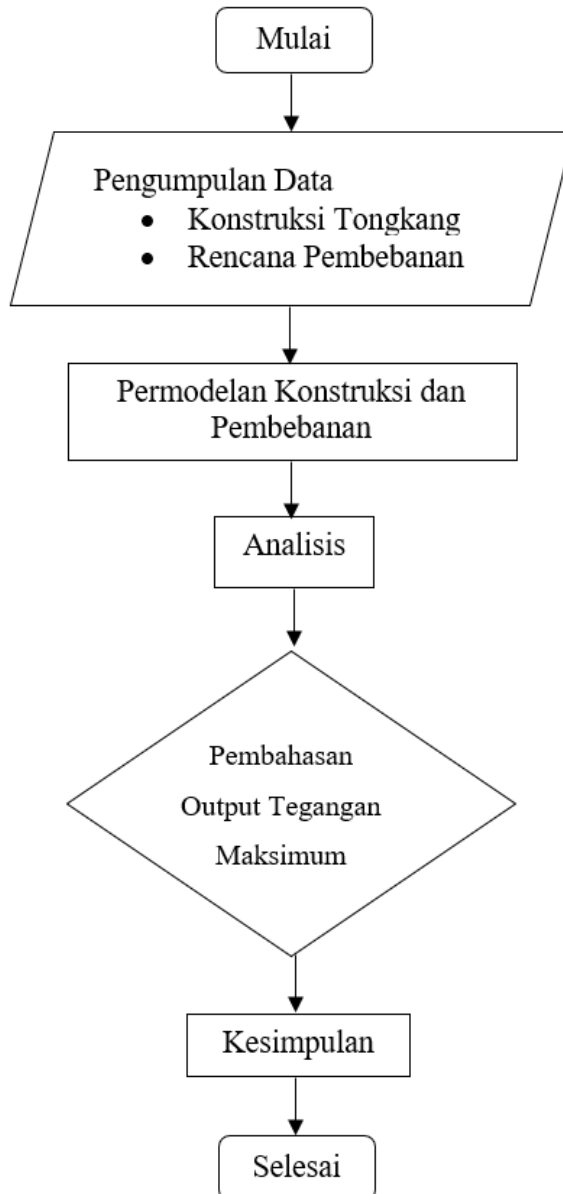 Mulai
Pengumpulan Data
• Konstruksi Tongkang
• Rencana Pembebanan
Permodelan Konstruksi dan
Pembebanan
Analisis
Pembahasan
Output Tegangan
Maksimum
Kesimpulan
Selesai